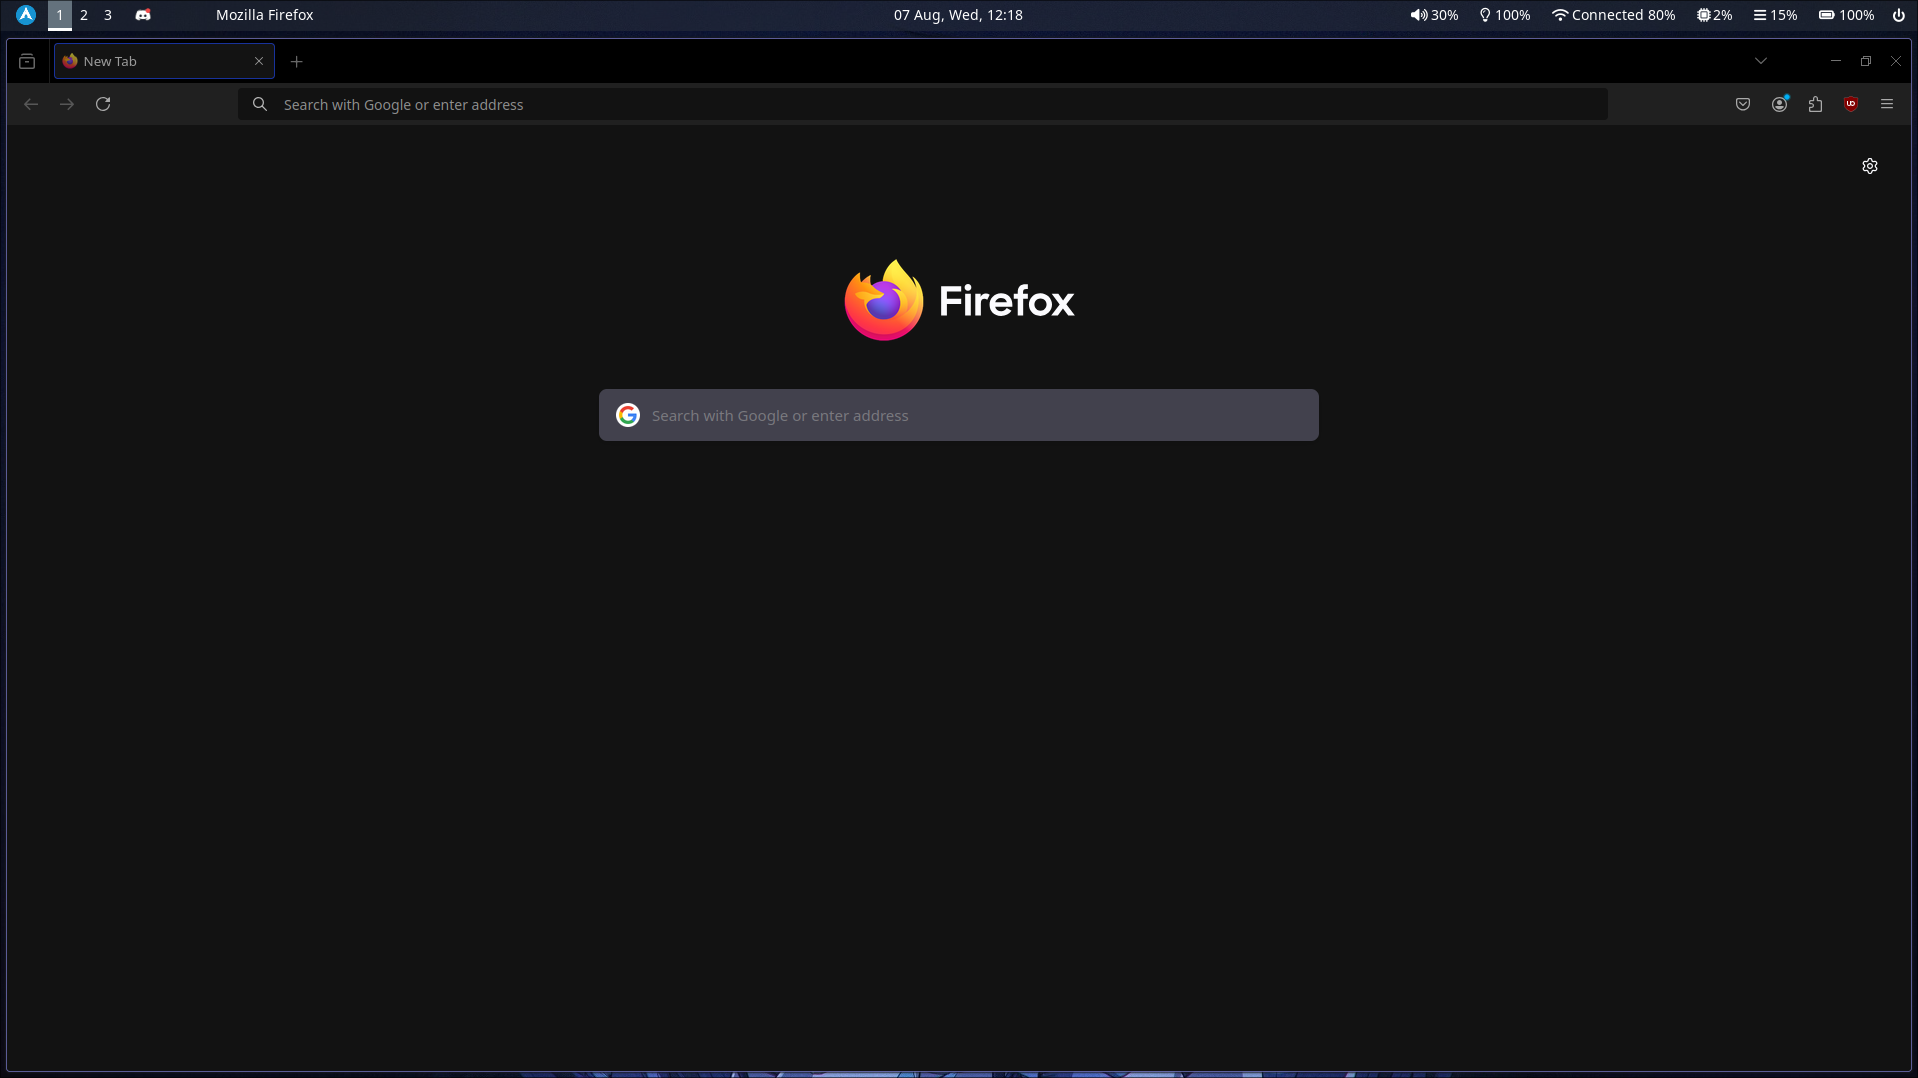 1 2 3 Mozilla Firefox 07 Aug, Wed, 12:18 30% 100% Connected 80% 2% 15% 100%
New Tab
Search with Google or enter address
Firefox
Search with Google or enter address